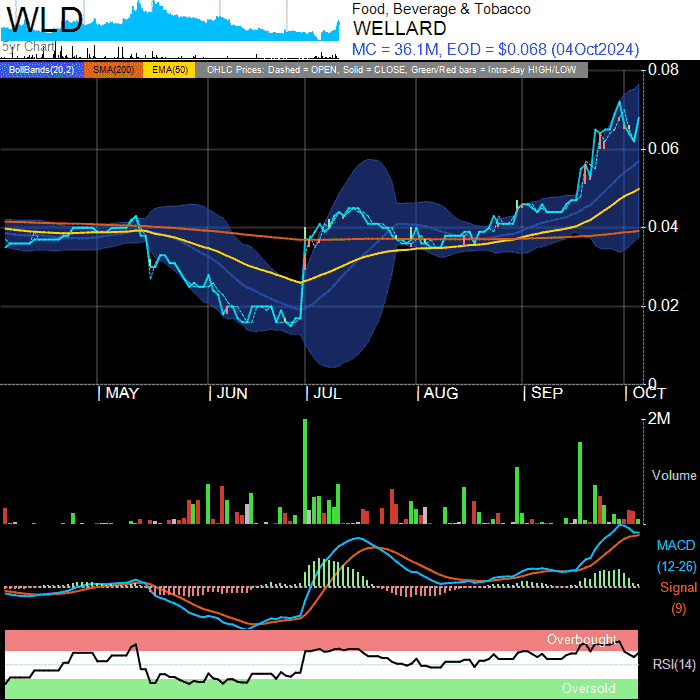 WLD
5yr Chart
Food, Beverage & Tobacco
WELLARD
MC = 36.1M, EOD = $0.068 (04Oct2024)
BollBands(20,2) SMA(200) EMA(50) OHLC Prices: Dashed = OPEN, Solid = CLOSE, Green/Red bars = Intra-day HIGH/LOW
0.08
0.06
0.04
0.02
0
MAY JUN JUL AUG SEP OCT
2M
Volume
MACD
(12-26)
Signal
(9)
Overbought
RSI(14)
Oversold